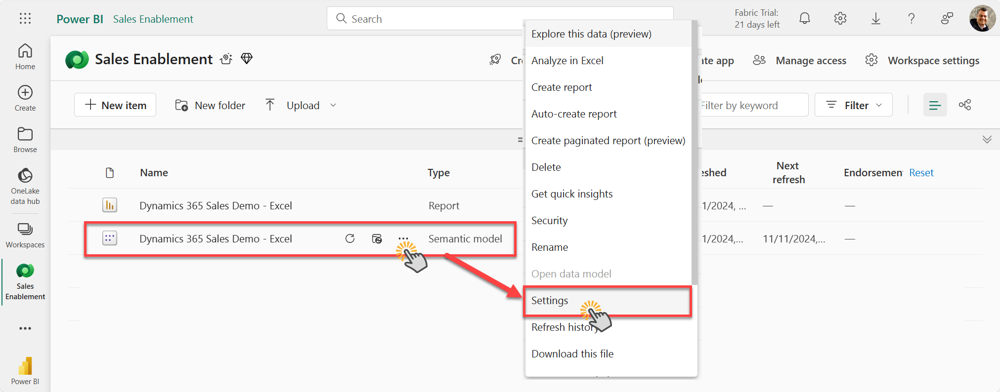 Power BI Sales Enablement
Search
Fabric Trial:
21 days left
Home
Create
Browse
OneLake
data hub
Workspaces
Sales
Enablement
Power BI
Sales Enablement
Manage access
Workspace settings
app
New item
New folder
Upload
Filter by keyword
Filter
Name
Type
Next
refresh
Reset
Dynamics 365 Sales Demo - Excel
Report
1/2024, ...
—
—
Dynamics 365 Sales Demo - Excel
Semantic model
1/2024,...
11/11/2024,...
—
Explore this data (preview)
Analyze in Excel
Create report
Auto-create report
Create paginated report (preview)
Delete
Get quick insights
Security
Rename
Open data model
Settings
Refresh history
Download this file